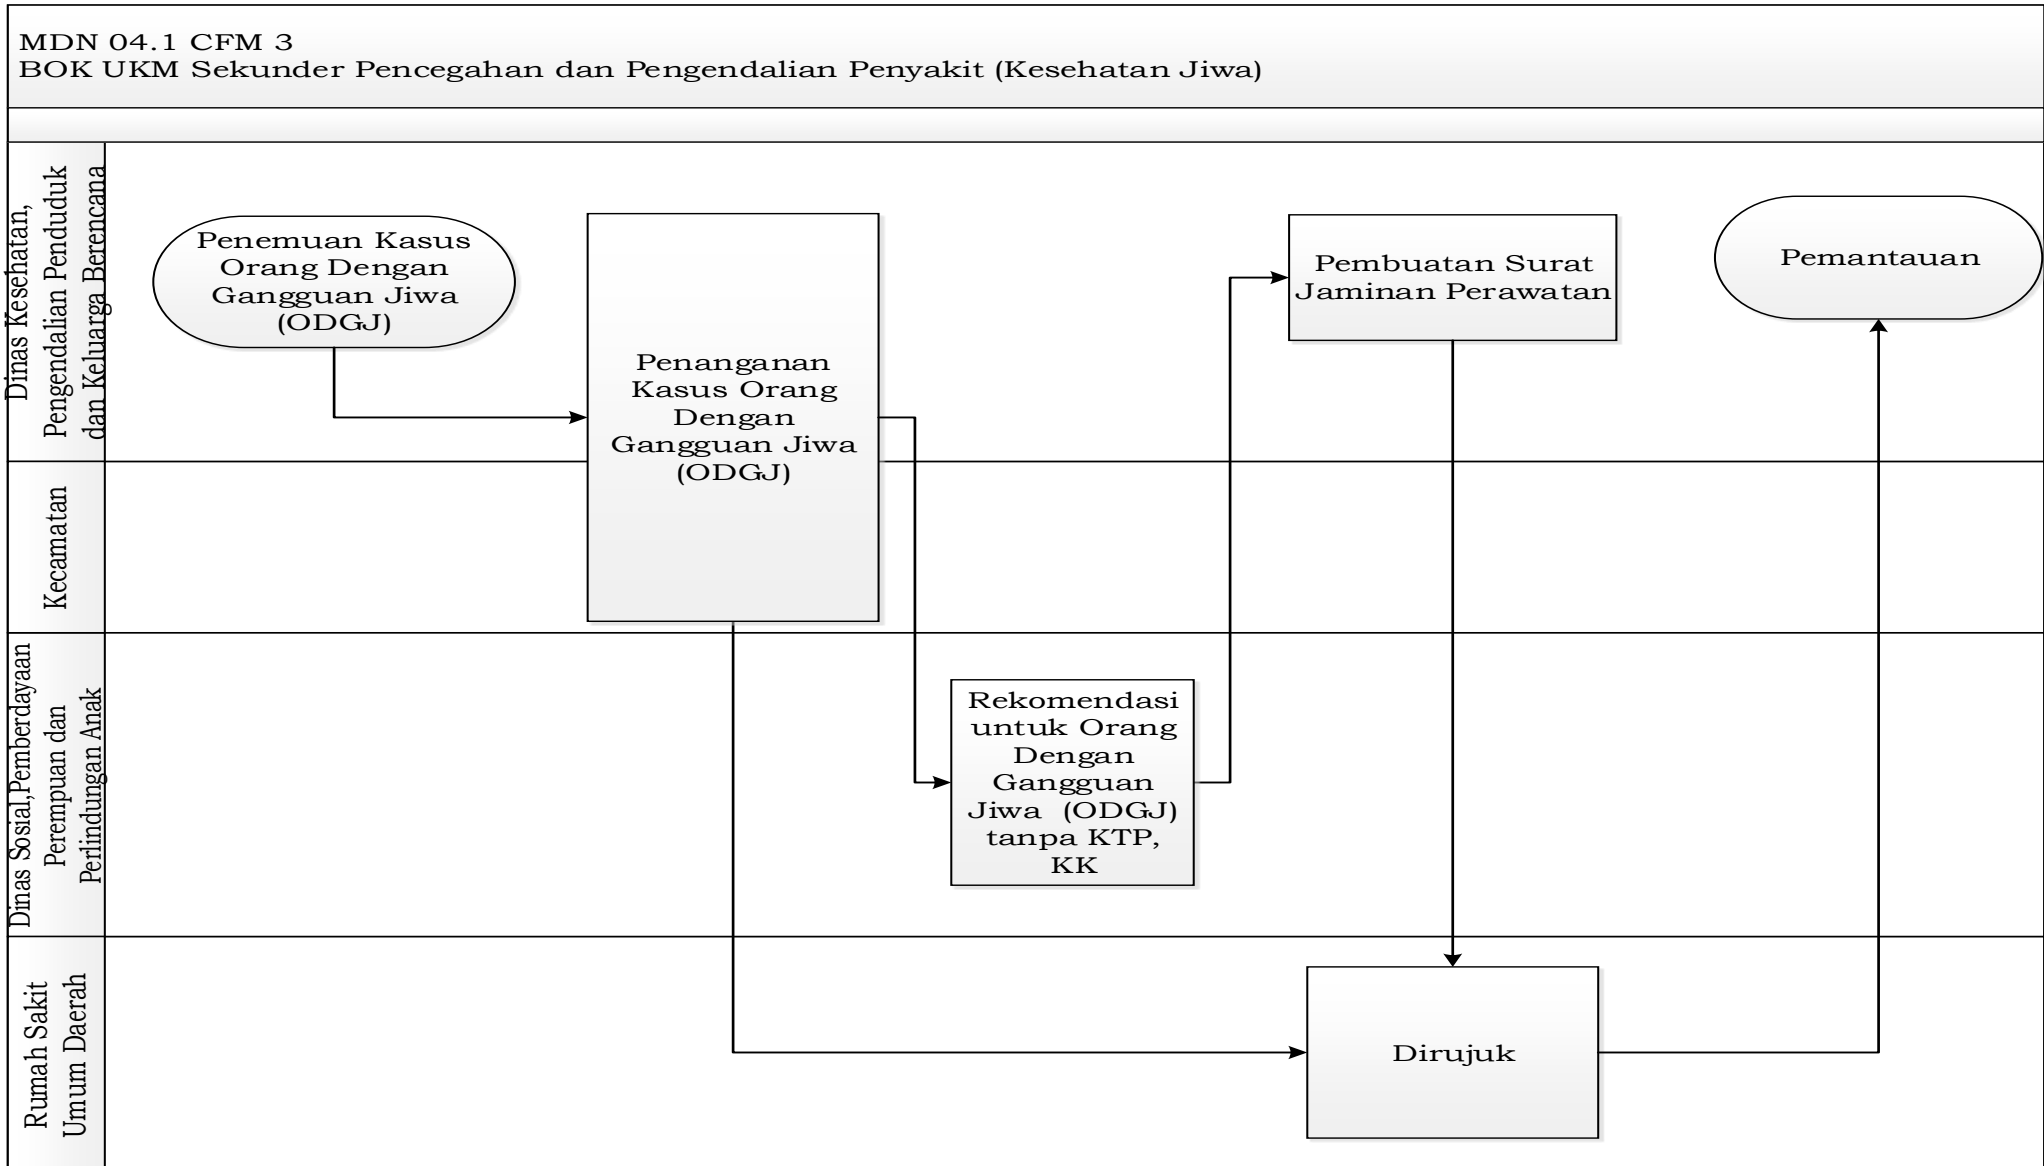 MDN 04.1 CFM 3
BOK UKM Sekunder Pencegahan dan Pengendalian Penyakit (Kesehatan Jiwa)
Dinas Kesehatan,
Pengendalian Penduduk
dan Keluarga Berencana
Penemuan Kasus
Orang Dengan
Gangguan Jiwa
(ODGJ)
Penanganan
Kasus Orang
Dengan
Gangguan Jiwa
(ODGJ)
Pembuatan Surat
Jaminan Perawatan
Pemantauan
Kecamatan
Dinas Sosial,Pemberdayaan
Perempuan dan
Perlindungan Anak
Rekomendasi
untuk Orang
Dengan
Gangguan
Jiwa (ODGJ)
tanpa KTP,
KK
Rumah Sakit
Umum Daerah
Dirujuk